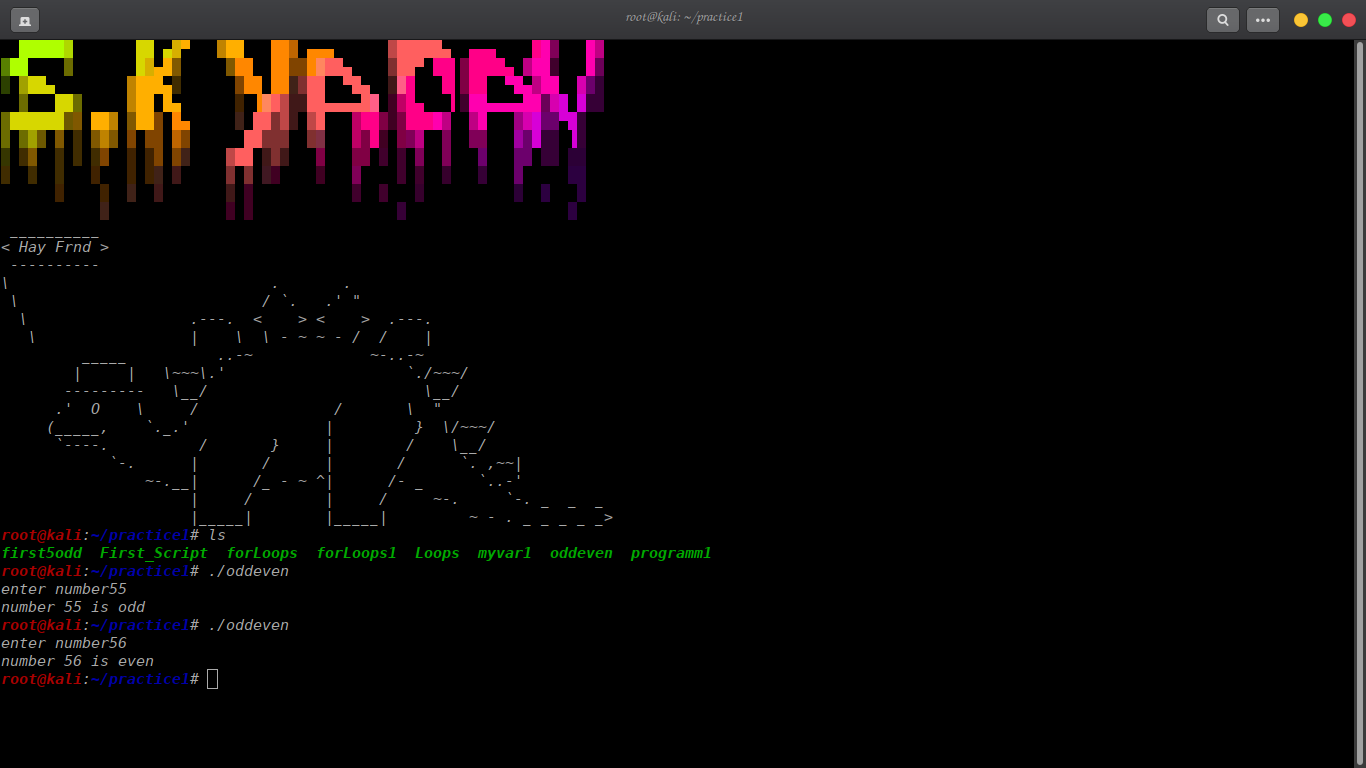 root@kali: ~/practice1
S.K YADAV
< Hay Frnd >
root@kali:~/practice1# ls
first5odd First_Script forLoops forLoops1 Loops myvar1 oddeven programm1
root@kali:~/practice1# ./oddeven
enter number55
number 55 is odd
root@kali:~/practice1# ./oddeven
enter number56
number 56 is even
root@kali:~/practice1#